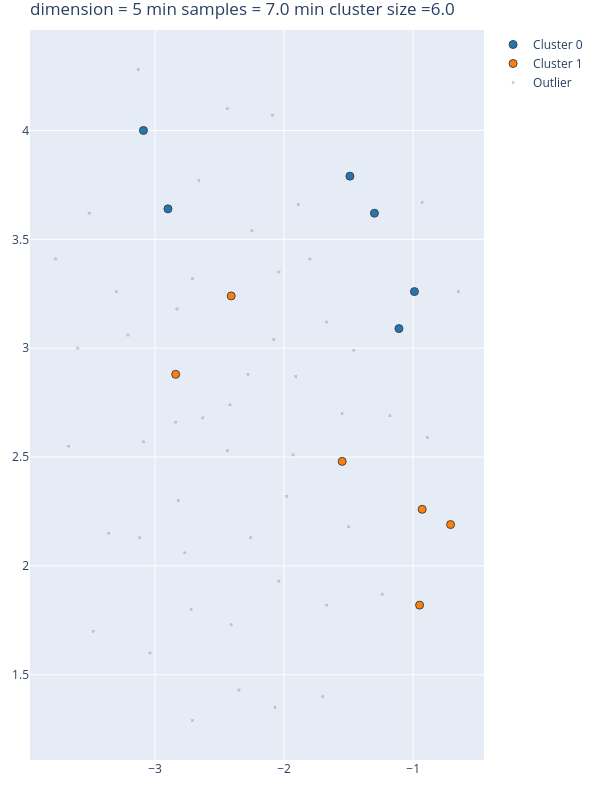 dimension = 5 min samples = 7.0 min cluster size =6.0
Cluster 0
Cluster 1
Outlier
4
3.5
3
2.5
2
1.5
−3
−2
−1